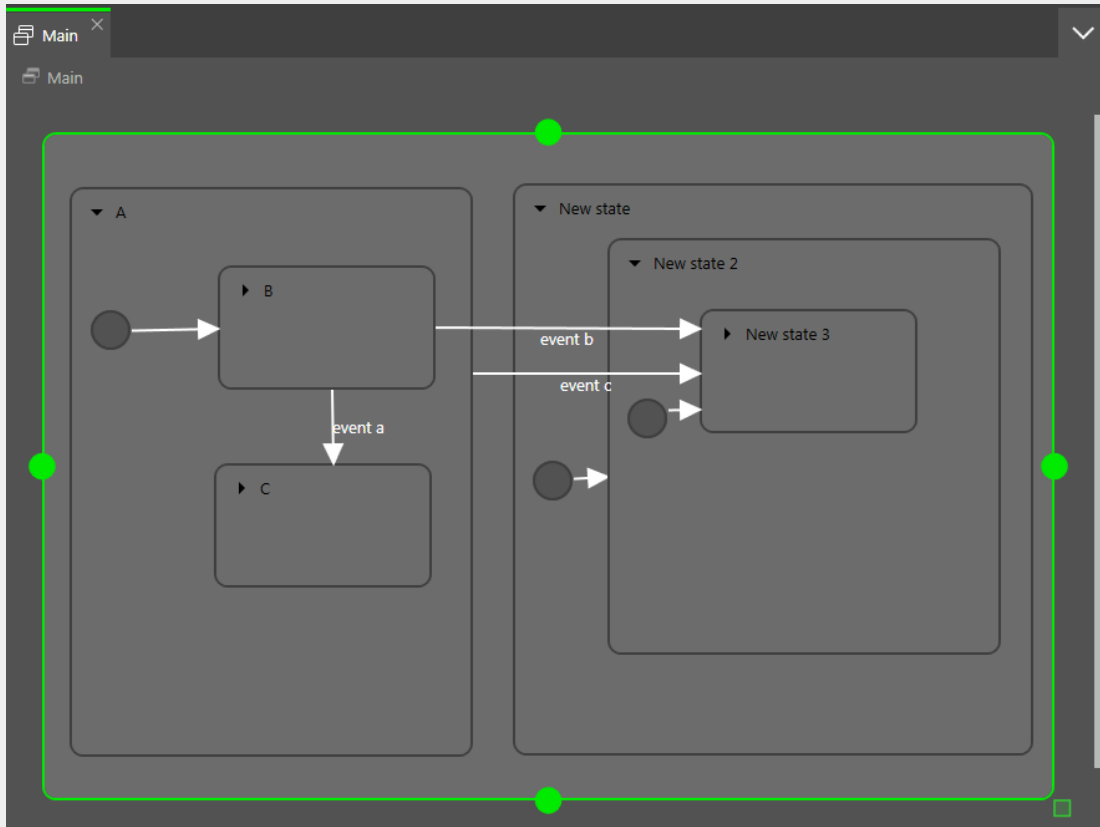 Main
Main
A
New state
B
New state 2
New state 3
event b
event c
event a
C